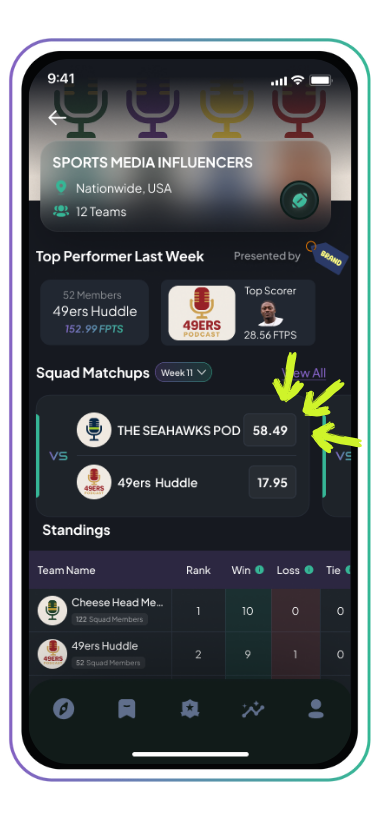 9:41
SPORTS MEDIA INFLUENCERS
Nationwide, USA
12 Teams
Top Performer Last Week
Presented by
BRAND
52 Members
49ers Huddle
152.99 FPTS
49ERS
PODCAST
Top Scorer
28.56 FTPS
Squad Matchups
Week 11
View All
THE SEAHAWKS POD 58.49
VS
VS
49ERS
49ers Huddle 17.95
Standings
Team Name Rank Win Loss Tie
Cheese Head Me... 1 10 0 0
122 Squad Members
49ERS
49ers Huddle 2 9 1 0
52 Squad Members